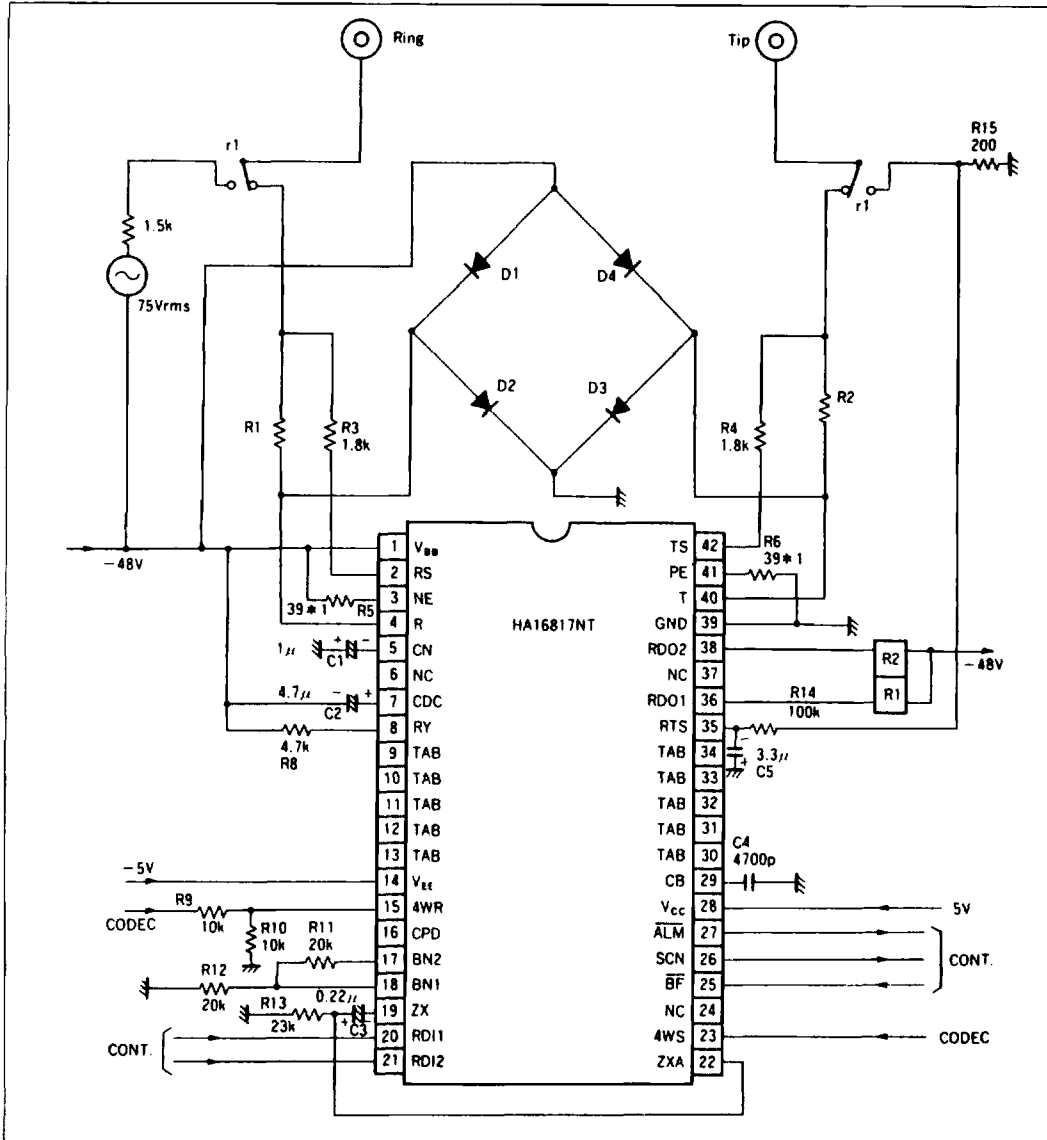 Ring
Tip
R15
200
r1
r1
1.5k
75Vrms
D1
D4
D2
D3
R1
R3
1.8k
R4
1.8k
R2
-48V
HA16817NT
1 VBB
2 RS
3 NE
4 R
5 CN
6 NC
7 CDC
8 RY
9 TAB
10 TAB
11 TAB
12 TAB
13 TAB
14 VEE
15 4WR
16 CPD
17 BN2
18 BN1
19 ZX
20 RDI1
21 RDI2
TS 42
PE 41
T 40
GND 39
RDO2 38
NC 37
RDO1 36
RTS 35
TAB 34
TAB 33
TAB 32
TAB 31
TAB 30
CB 29
VCC 28
ALM 27
SCN 26
BF 25
NC 24
4WS 23
ZXA 22
39*1
R5
1μ
+ -
C1
4.7μ
- +
C2
4.7k
R8
-5V
R9
10k
CODEC
R10
10k
R11
20k
R12
20k
R13
23k
0.22μ
+
C3
CONT.
R6
39*1
R2
R1
-48V
R14
100k
-
+
3.3μ
C5
C4
4700p
5V
CONT.
CODEC